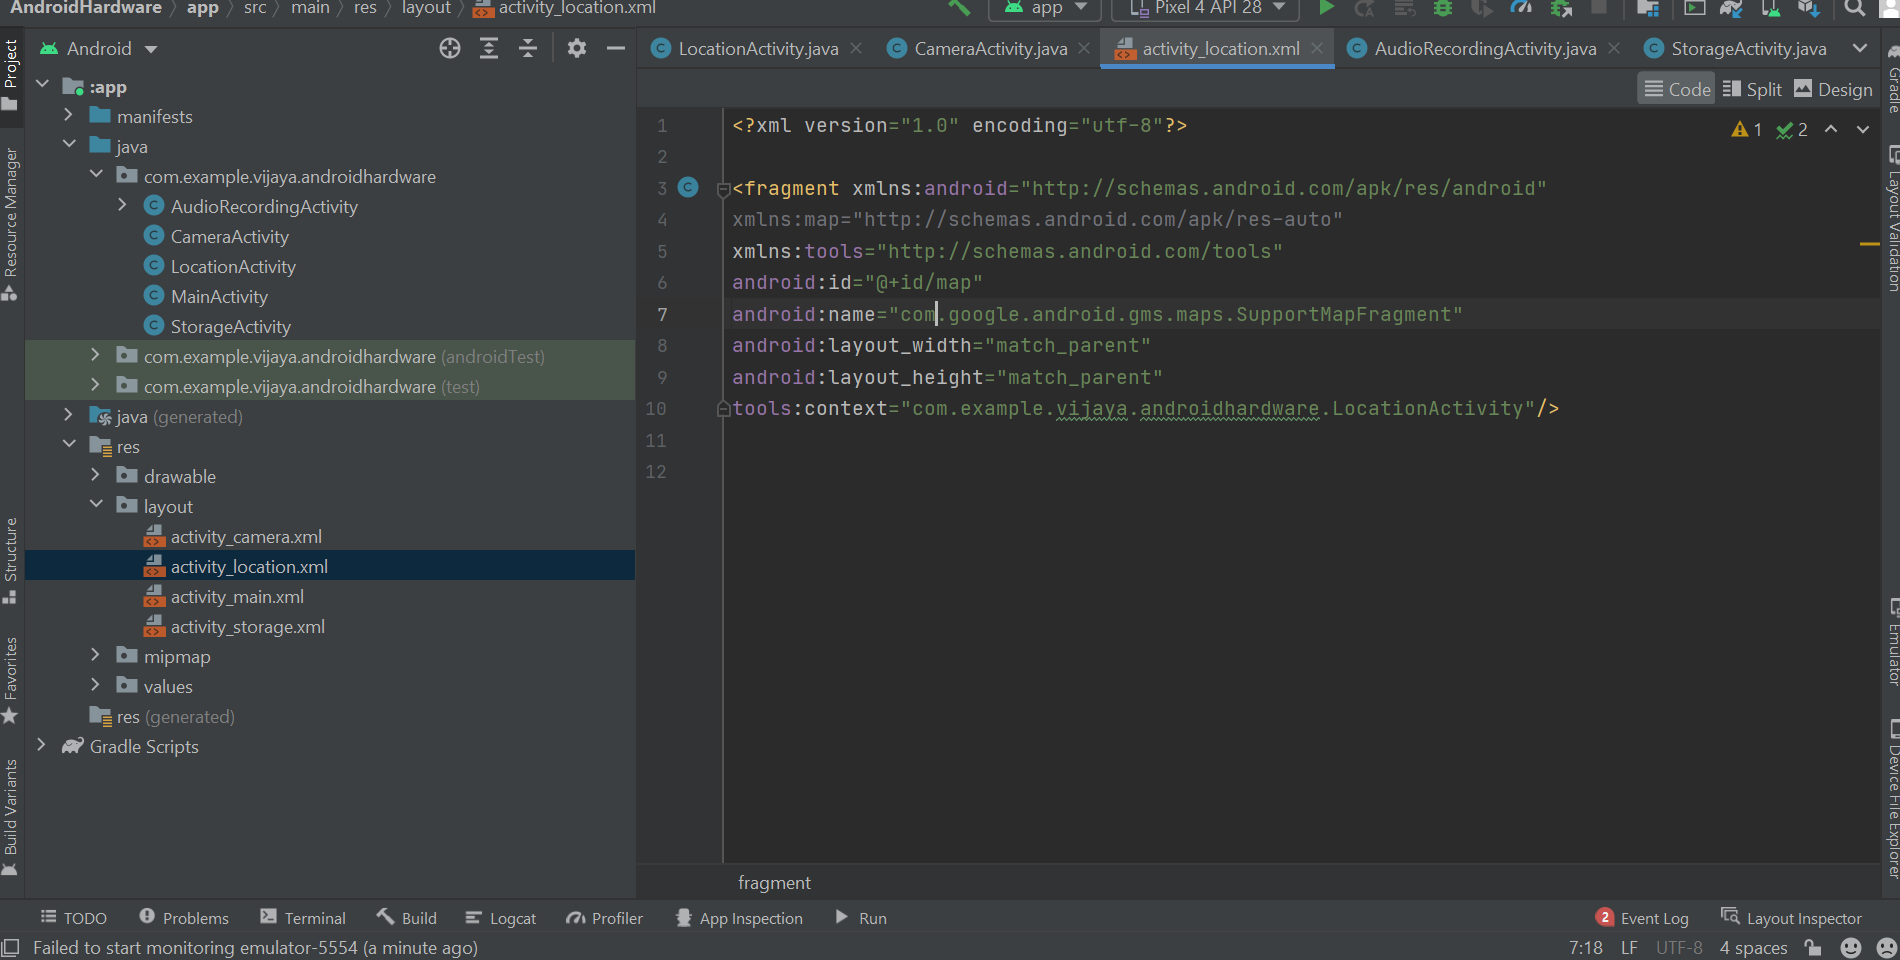 AndroidHardware app src main res layout activity_location.xml
app Pixel 4 API 28
Project
Android
LocationActivity.java CameraActivity.java activity_location.xml AudioRecordingActivity.java StorageActivity.java
Code Split Design
:app
manifests
java
com.example.vijaya.androidhardware
AudioRecordingActivity
CameraActivity
LocationActivity
MainActivity
StorageActivity
com.example.vijaya.androidhardware (androidTest)
com.example.vijaya.androidhardware (test)
java (generated)
res
drawable
layout
activity_camera.xml
activity_location.xml
activity_main.xml
activity_storage.xml
mipmap
values
res (generated)
Gradle Scripts
Resource Manager
Structure
Favorites
Build Variants
1 <?xml version="1.0" encoding="utf-8"?>
1 2
2
3 <fragment xmlns:android="http://schemas.android.com/apk/res/android"
4 xmlns:map="http://schemas.android.com/apk/res-auto"
5 xmlns:tools="http://schemas.android.com/tools"
6 android:id="@+id/map"
7 android:name="com.google.android.gms.maps.SupportMapFragment"
8 android:layout_width="match_parent"
9 android:layout_height="match_parent"
10 tools:context="com.example.vijaya.androidhardware.LocationActivity"/>
11
12
fragment
Gradle
Layout Validation
Emulator
Device File Explorer
TODO Problems Terminal Build Logcat Profiler App Inspection Run 2 Event Log Layout Inspector
Failed to start monitoring emulator-5554 (a minute ago) 7:18 LF UTF-8 4 spaces